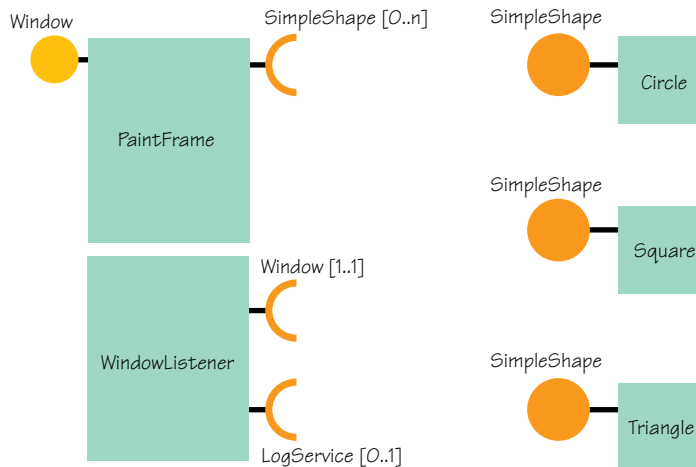 Window
SimpleShape [0..n]
PaintFrame
Window [1..1]
WindowListener
LogService [0..1]
SimpleShape
Circle
SimpleShape
Square
SimpleShape
Triangle